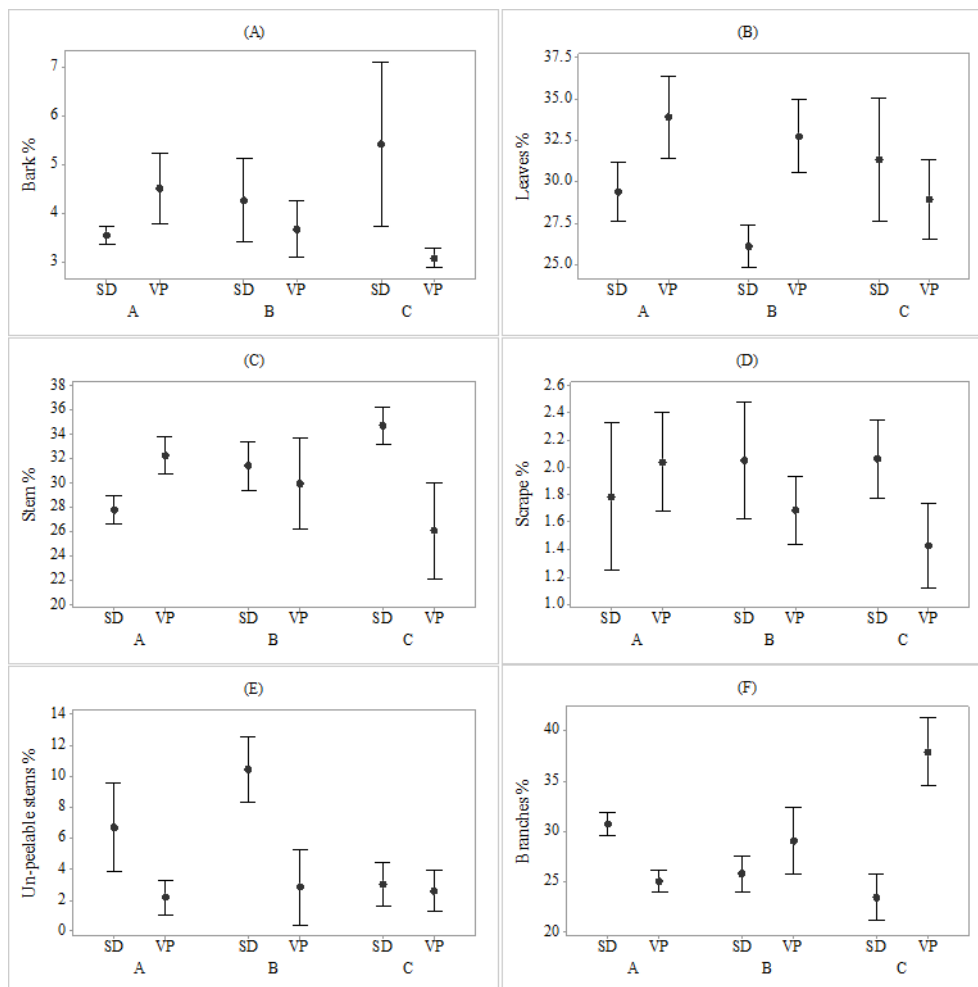 (A)
Bark %
7
6
5
4
3
SD VP SD VP SD VP
A B C
(B)
Leaves %
37.5
35.0
32.5
30.0
27.5
25.0
SD VP SD VP SD VP
A B C
(C)
Stem %
38
36
34
32
30
28
26
24
22
20
SD VP SD VP SD VP
A B C
(D)
Scrape %
2.6
2.4
2.2
2.0
1.8
1.6
1.4
1.2
1.0
SD VP SD VP SD VP
A B C
(E)
Un-peelable stems %
14
12
10
8
6
4
2
0
SD VP SD VP SD VP
A B C
(F)
Branches %
40
35
30
25
20
SD VP SD VP SD VP
A B C